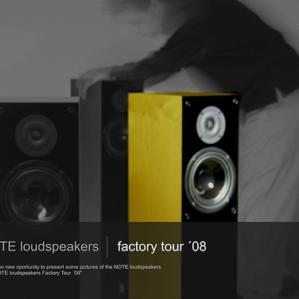 TE loudspeakers | factory tour ´08
n new oportunity to present some pictures of the NOTE loudspeakers
OTE loudspeakers Factory Tour ´08"